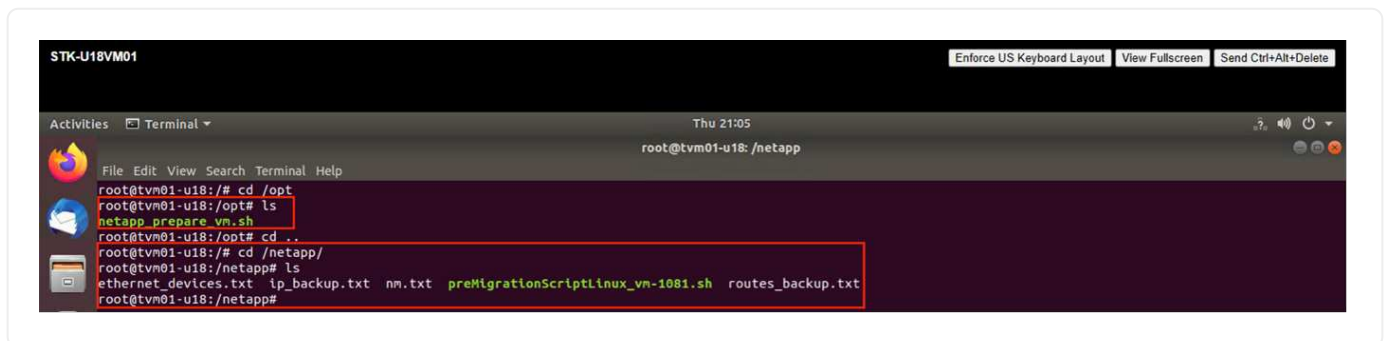 STK-U18VM01
Enforce US Keyboard Layout View Fullscreen Send Ctrl+Alt+Delete
Activities Terminal Thu 21:05
root@tvm01-u18: /netapp
File Edit View Search Terminal Help
root@tvm01-u18:/# cd /opt
root@tvm01-u18:/opt# ls
netapp_prepare_vm.sh
root@tvm01-u18:/opt# cd ..
root@tvm01-u18:/# cd /netapp/
root@tvm01-u18:/netapp# ls
ethernet_devices.txt ip_backup.txt nm.txt preMigrationScriptLinux_vm-1081.sh routes_backup.txt
root@tvm01-u18:/netapp#